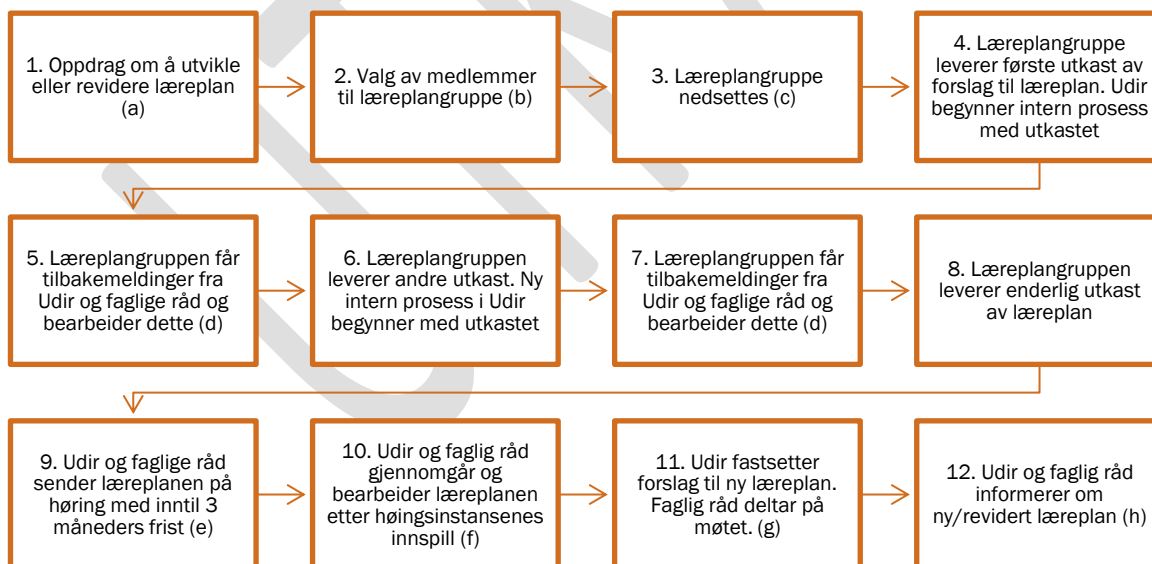 1. Oppdrag om å utvikle
eller revidere læreplan
(a)
2. Valg av medlemmer
til læreplangruppe (b)
3. Læreplangruppe
nedsettes (c)
4. Læreplangruppe
leverer første utkast av
forslag til læreplan. Udir
begynner intern prosess
med utkastet
5. Læreplangruppen får
tilbakemeldinger fra
Udir og faglige råd og
bearbeider dette (d)
6. Læreplangruppen
leverer andre utkast. Ny
intern prosess i Udir
begynner med utkastet
7. Læreplangruppen får
tilbakemeldinger fra
Udir og faglige råd og
bearbeider dette (d)
8. Læreplangruppen
leverer enderlig utkast
av læreplan
9. Udir og faglige råd
sender læreplanen på
høring med inntil 3
måneders frist (e)
10. Udir og faglig råd
gjennomgår og
bearbeider læreplanen
etter høingsinstansenes
innspill (f)
11. Udir fastsetter
forslag til ny læreplan.
Faglig råd deltar på
møtet. (g)
12. Udir og faglig råd
informerer om
ny/revidert læreplan (h)